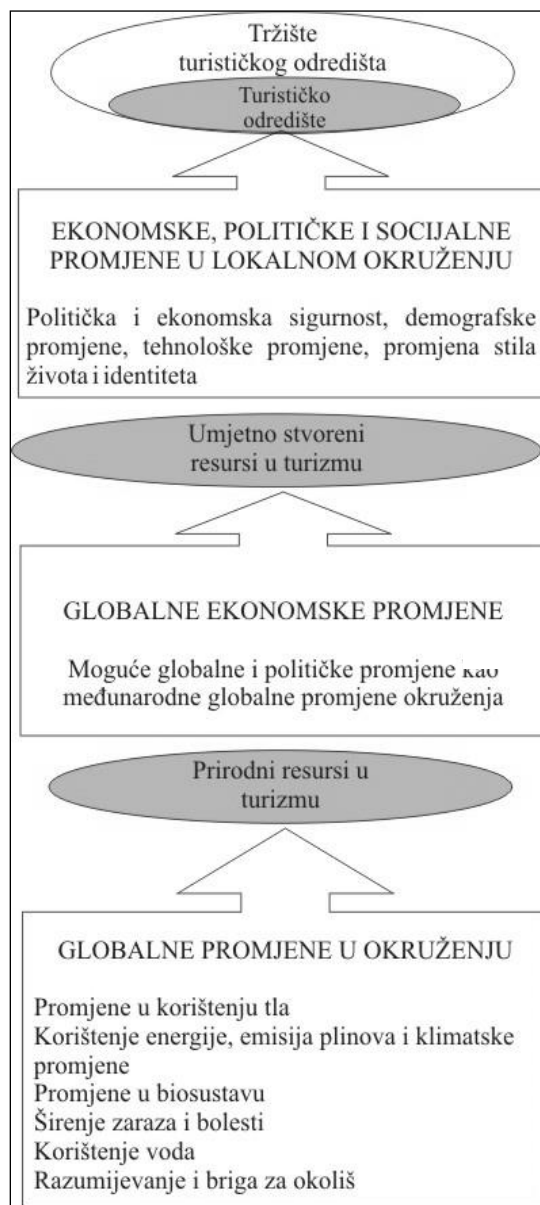 Tržište
turističkog odredišta
Turističko
odredište
EKONOMSKE, POLITIČKE I SOCIJALNE
PROMJENE U LOKALNOM OKRUŽENJU
Politička i ekonomska sigurnost, demografske
promjene, tehnološke promjene, promjena stila
života i identiteta
Umjetno stvoreni
resursi u turizmu
GLOBALNE EKONOMSKE PROMJENE
Moguće globalne i političke promjene kao
međunarodne globalne promjene okruženja
Prirodni resursi u
turizmu
GLOBALNE PROMJENE U OKRUŽENJU
Promjene u korištenju tla
Korištenje energije, emisija plinova i klimatske
promjene
Promjene u biosustavu
Širenje zaraza i bolesti
Korištenje voda
Razumijevanje i briga za okoliš